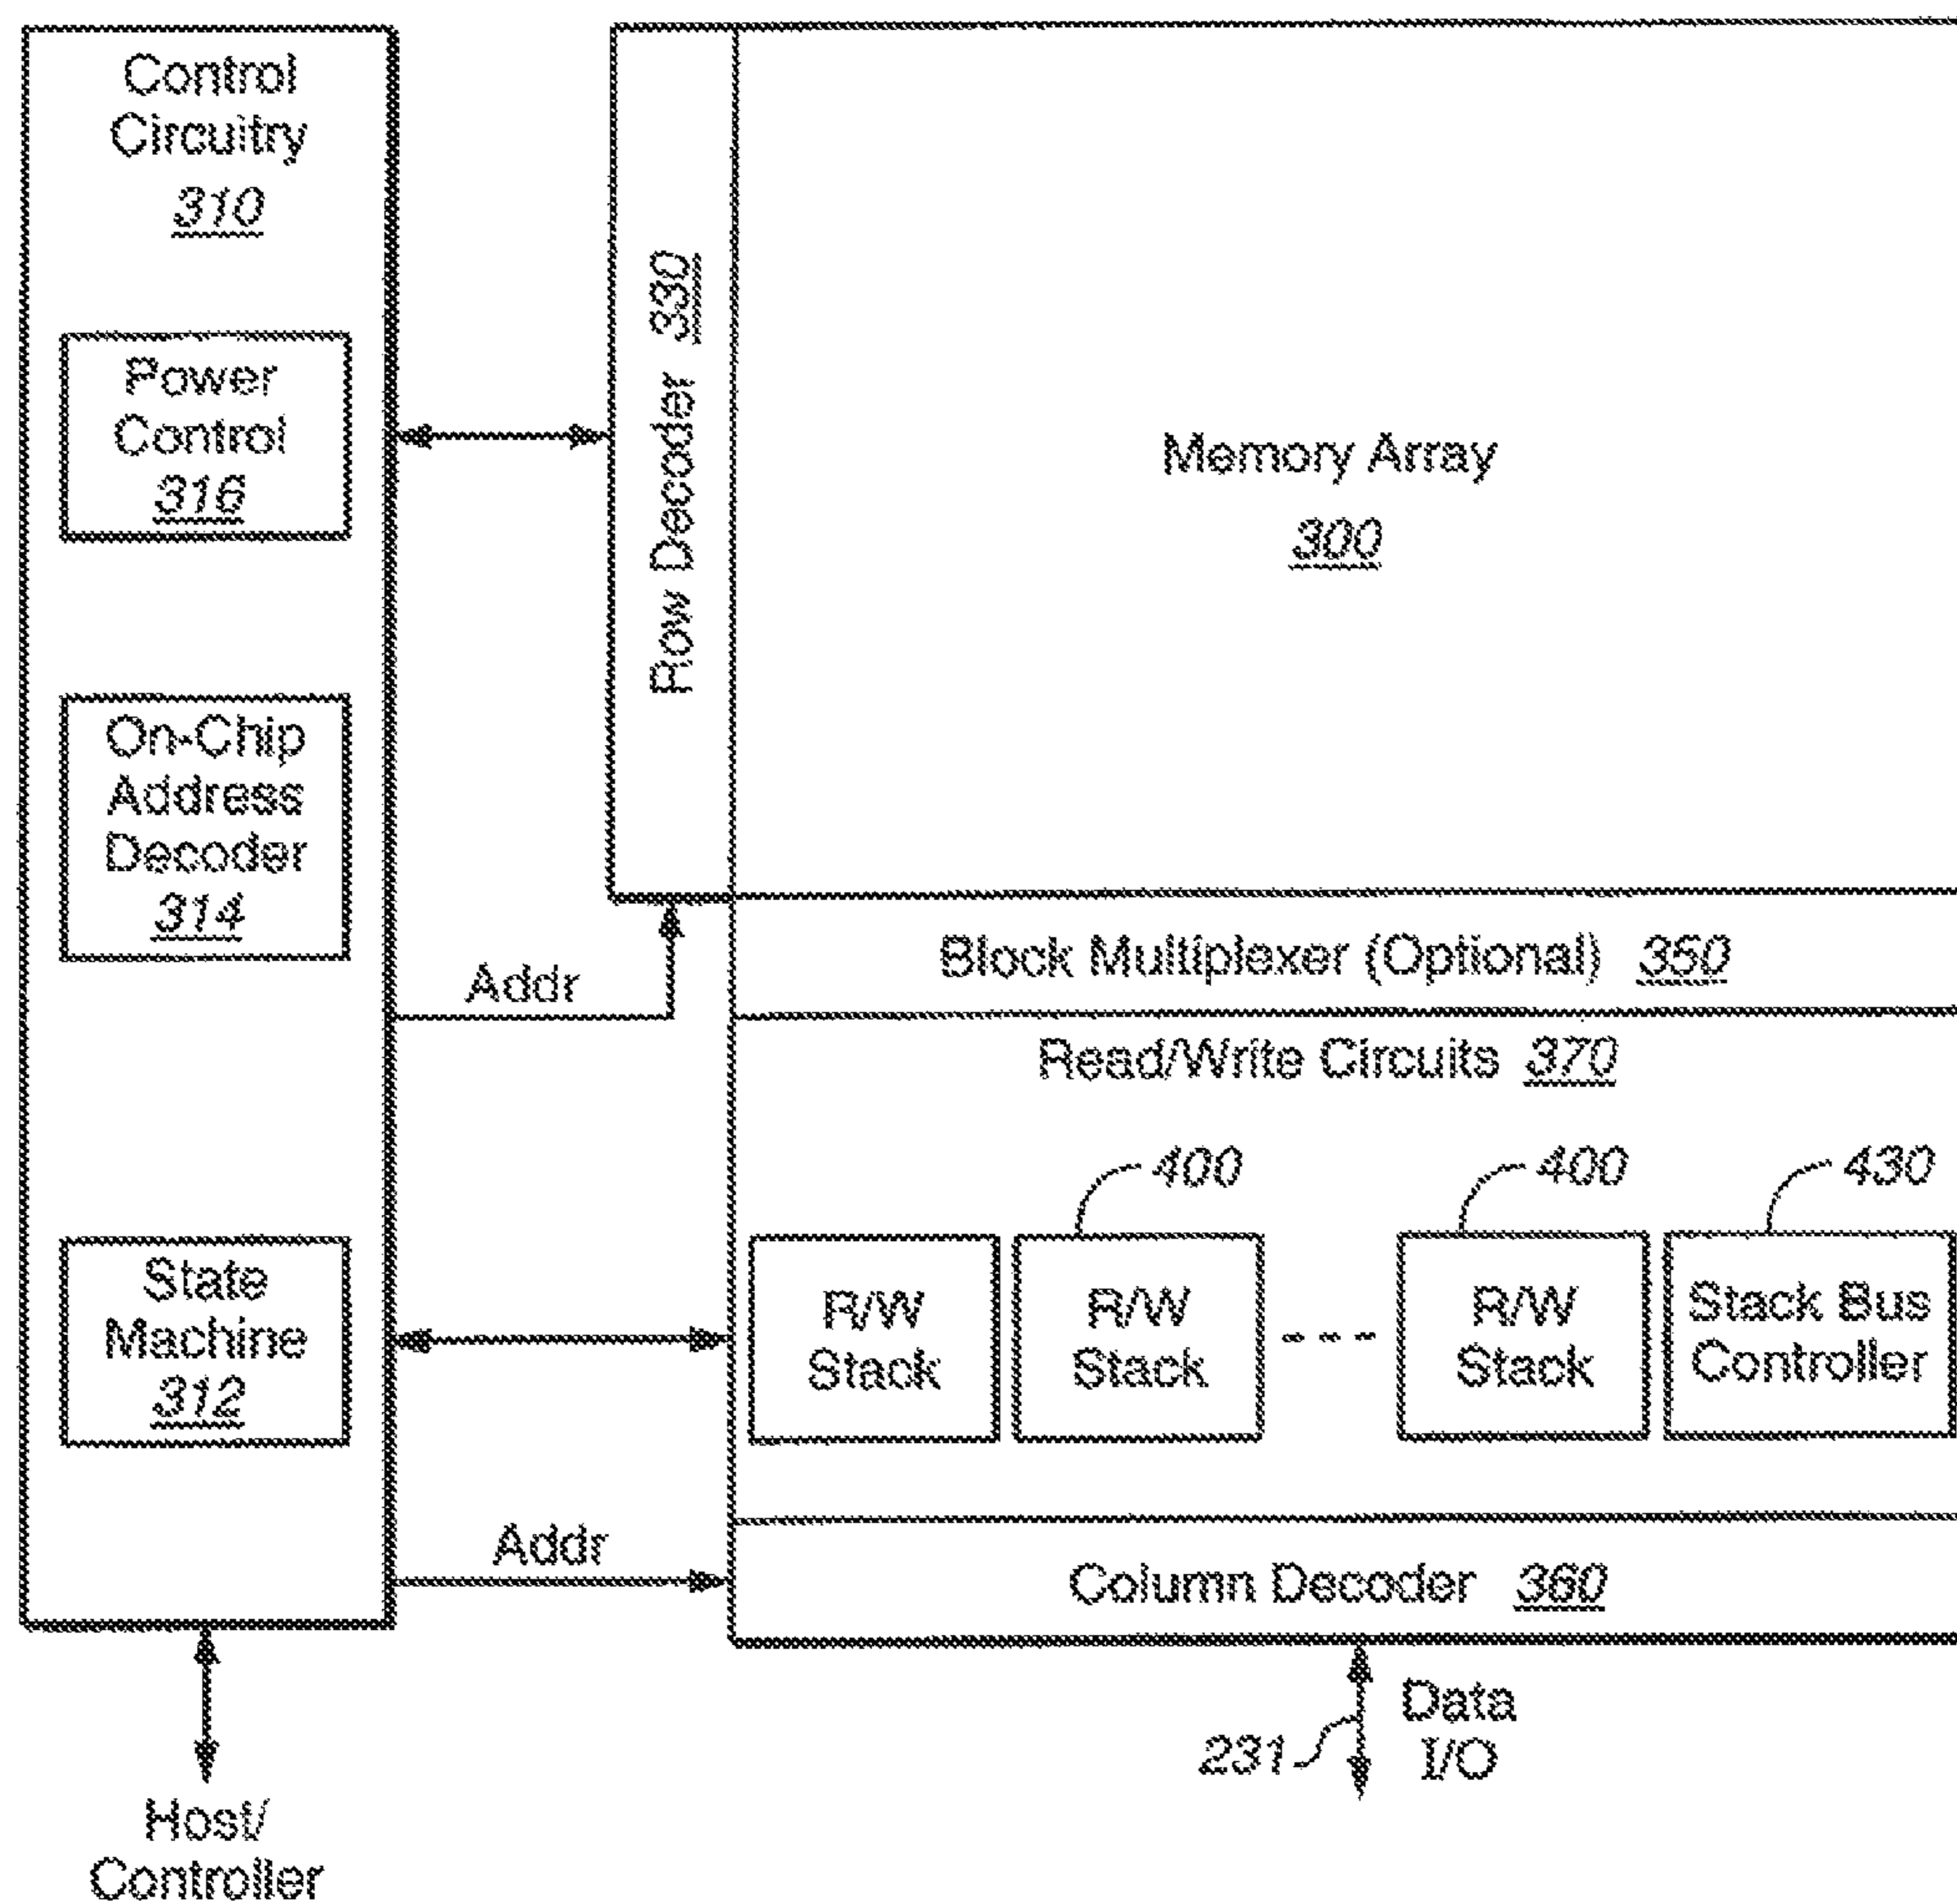 Control
Circuitry
310
Power
Control
316
On-Chip
Address
Decoder
314
State
Machine
312
Host/
Controller
Addr
Addr
Row Decoder 330
Memory Array
300
Block Multiplexer (Optional) 350
Read/Write Circuits 370
400
400
430
R/W
Stack
R/W
Stack
R/W
Stack
Stack Bus
Controller
Column Decoder 360
231
Data
I/O